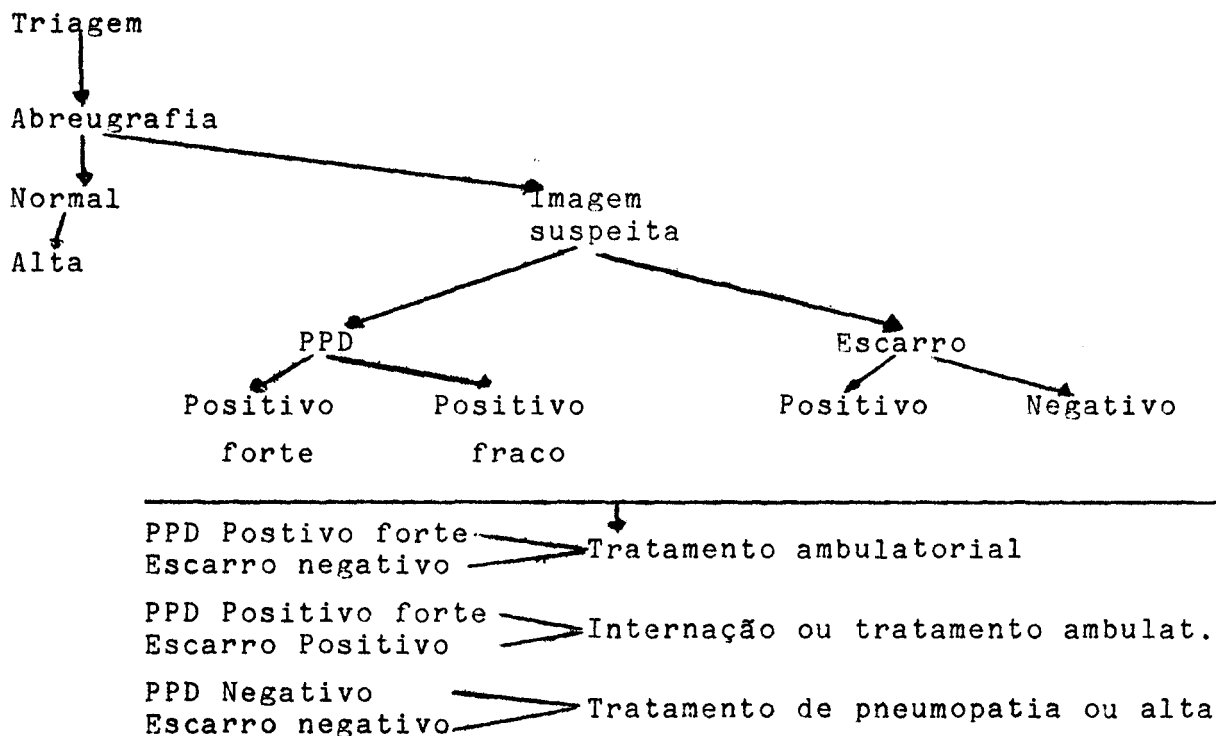 Triagem
Abreugrafia
Normal
Imagem
suspeita
Alta
PPD
Escarro
Positivo Positivo Positivo Negativo
forte fraco
PPD Postivo forte
Escarro negativo
Tratamento ambulatorial
PPD Positivo forte
Escarro Positivo
Internação ou tratamento ambulat.
PPD Negativo
Escarro negativo
Tratamento de pneumopatia ou alta